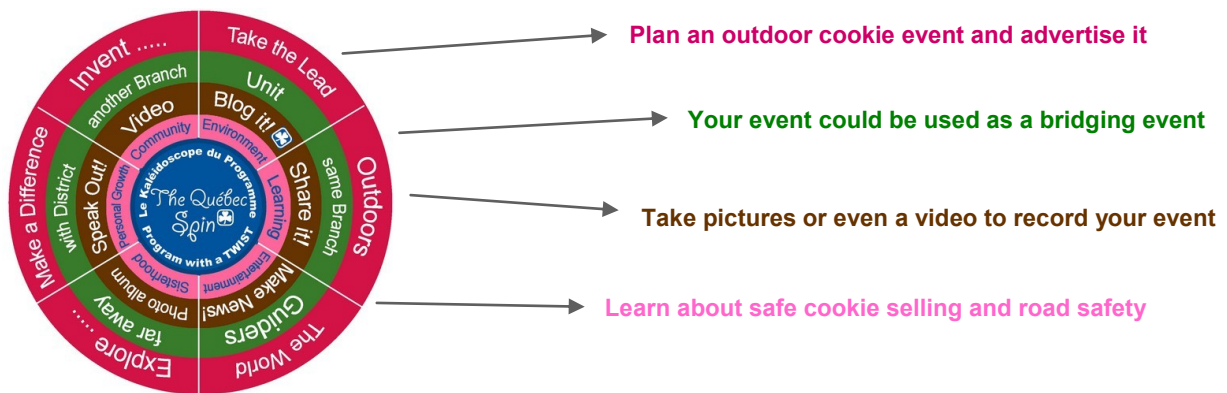 Invent .....
Take the Lead
Outdoors
The World
Explore .....
Make a Difference
another Branch
Unit
same Branch
Guiders
far away
with District
Video
Blog it!
Share it!
Make News!
Photo album
Speak Out!
Community
Environment
Learning
Entertainment
Sisterhood
Personal Growth
Le Kaléidoscope du Programme
The Québec
Spin
Program with a TWIST
Plan an outdoor cookie event and advertise it
Your event could be used as a bridging event
Take pictures or even a video to record your event
Learn about safe cookie selling and road safety